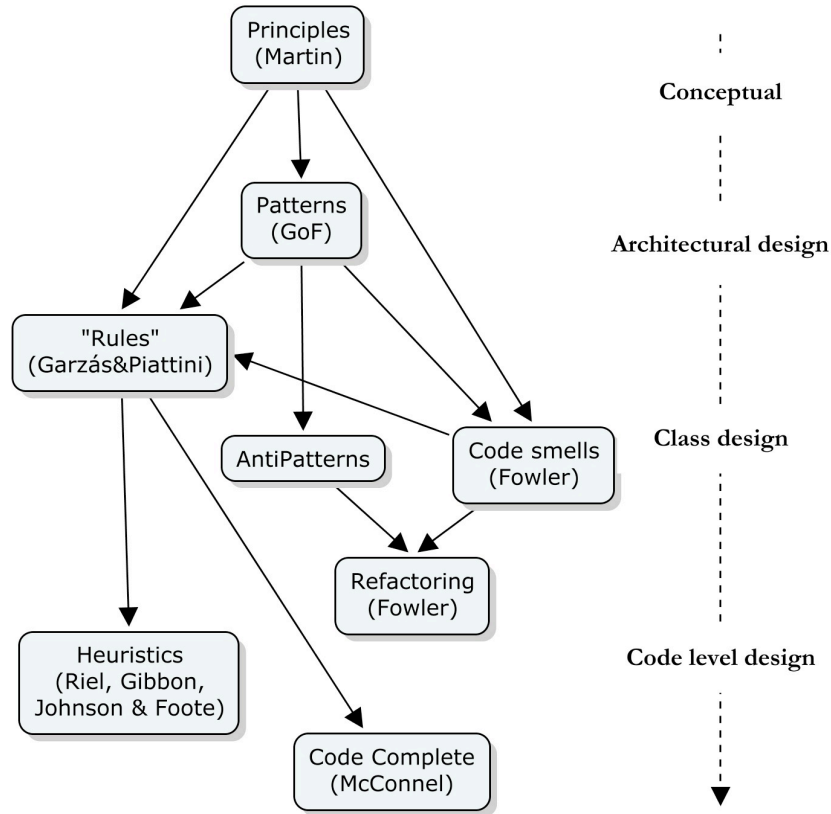 Principles
(Martin)
Conceptual
Patterns
(GoF)
Architectural design
"Rules"
(Garzás&Piattini)
Class design
AntiPatterns
Code smells
(Fowler)
Refactoring
(Fowler)
Heuristics
(Riel, Gibbon,
Johnson & Foote)
Code level design
Code Complete
(McConnel)